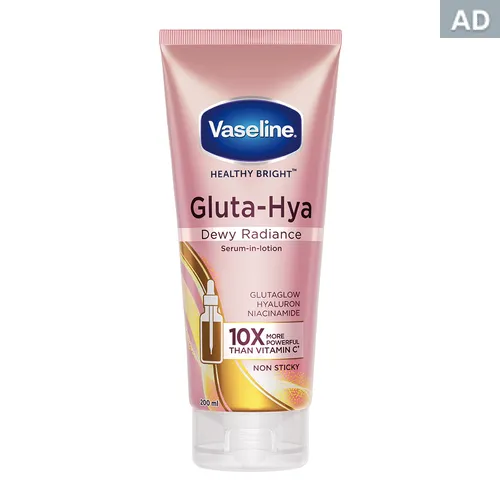 AD
Vaseline.
HEALTHY BRIGHT™
Gluta-Hya
Dewy Radiance
Serum-in-lotion
GLUTAGLOW
HYALURON
NIACINAMIDE
10X MORE POWERFUL
THAN VITAMIN C*
NON STICKY
200 ml